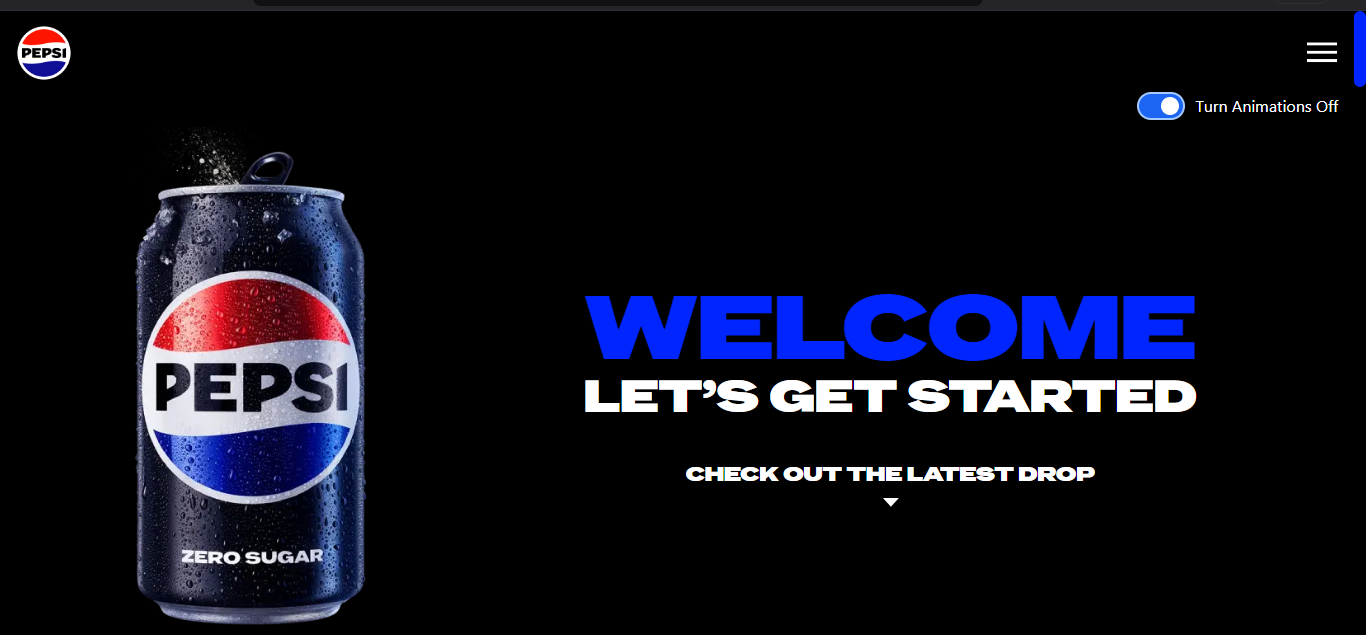 PEPSI
Turn Animations Off
PEPSI
ZERO SUGAR
WELCOME
LET’S GET STARTED
CHECK OUT THE LATEST DROP